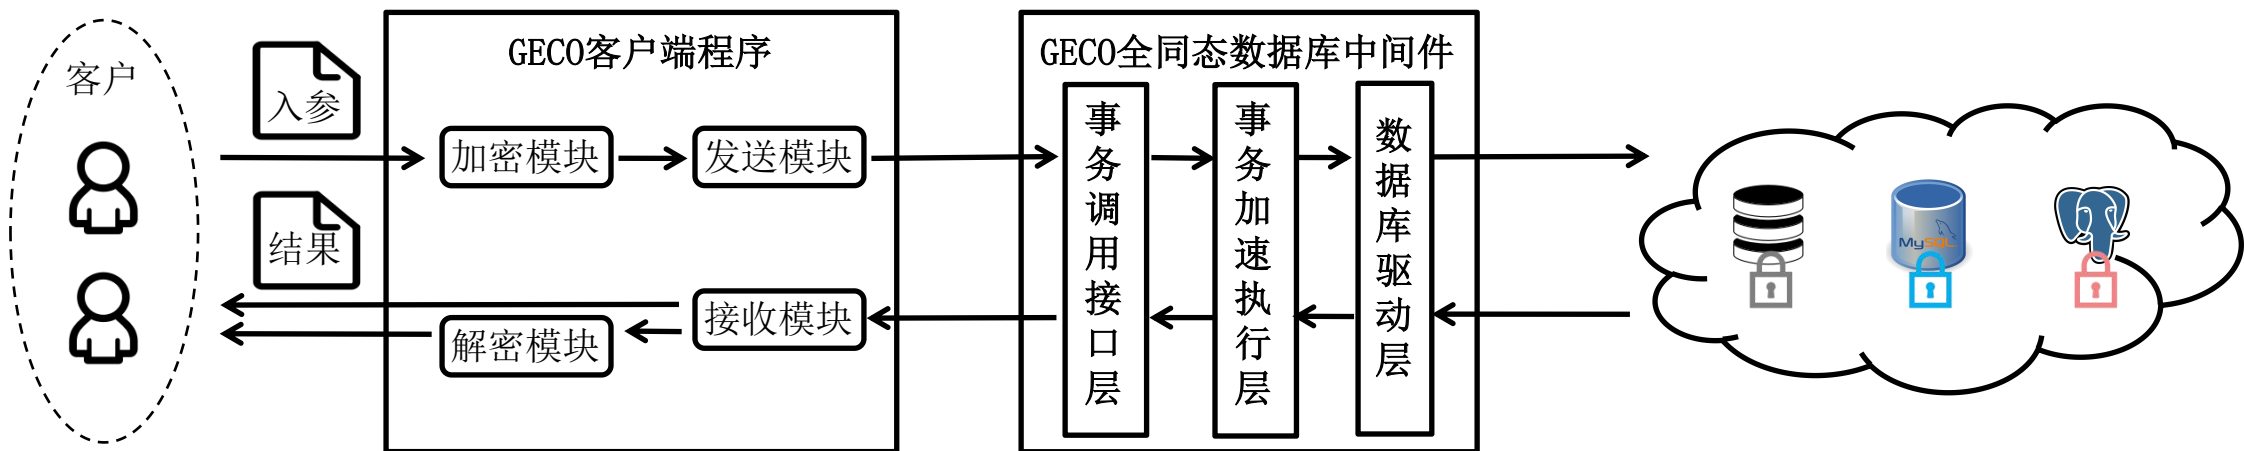 客户
入参
结果
GECO客户端程序
加密模块
发送模块
接收模块
解密模块
GECO全同态数据库中间件
事务调用接口层
事务加速执行层
数据库驱动层
MySQL